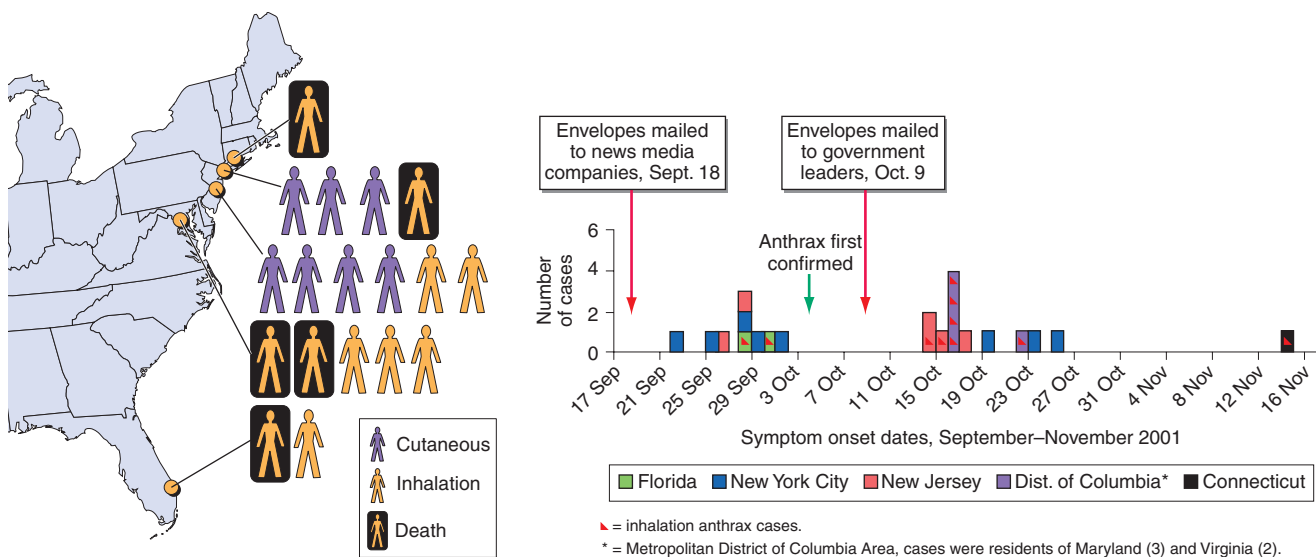 Cutaneous
Inhalation
Death
Envelopes mailed
to news media
companies, Sept. 18
Envelopes mailed
to government
leaders, Oct. 9
Anthrax first
confirmed
Number
of cases
6
4
2
0
17 Sep
21 Sep
25 Sep
29 Sep
3 Oct
7 Oct
11 Oct
15 Oct
19 Oct
23 Oct
27 Oct
31 Oct
4 Nov
8 Nov
12 Nov
16 Nov
Symptom onset dates, September–November 2001
Florida New York City New Jersey Dist. of Columbia* Connecticut
= inhalation anthrax cases.
* = Metropolitan District of Columbia Area, cases were residents of Maryland (3) and Virginia (2).